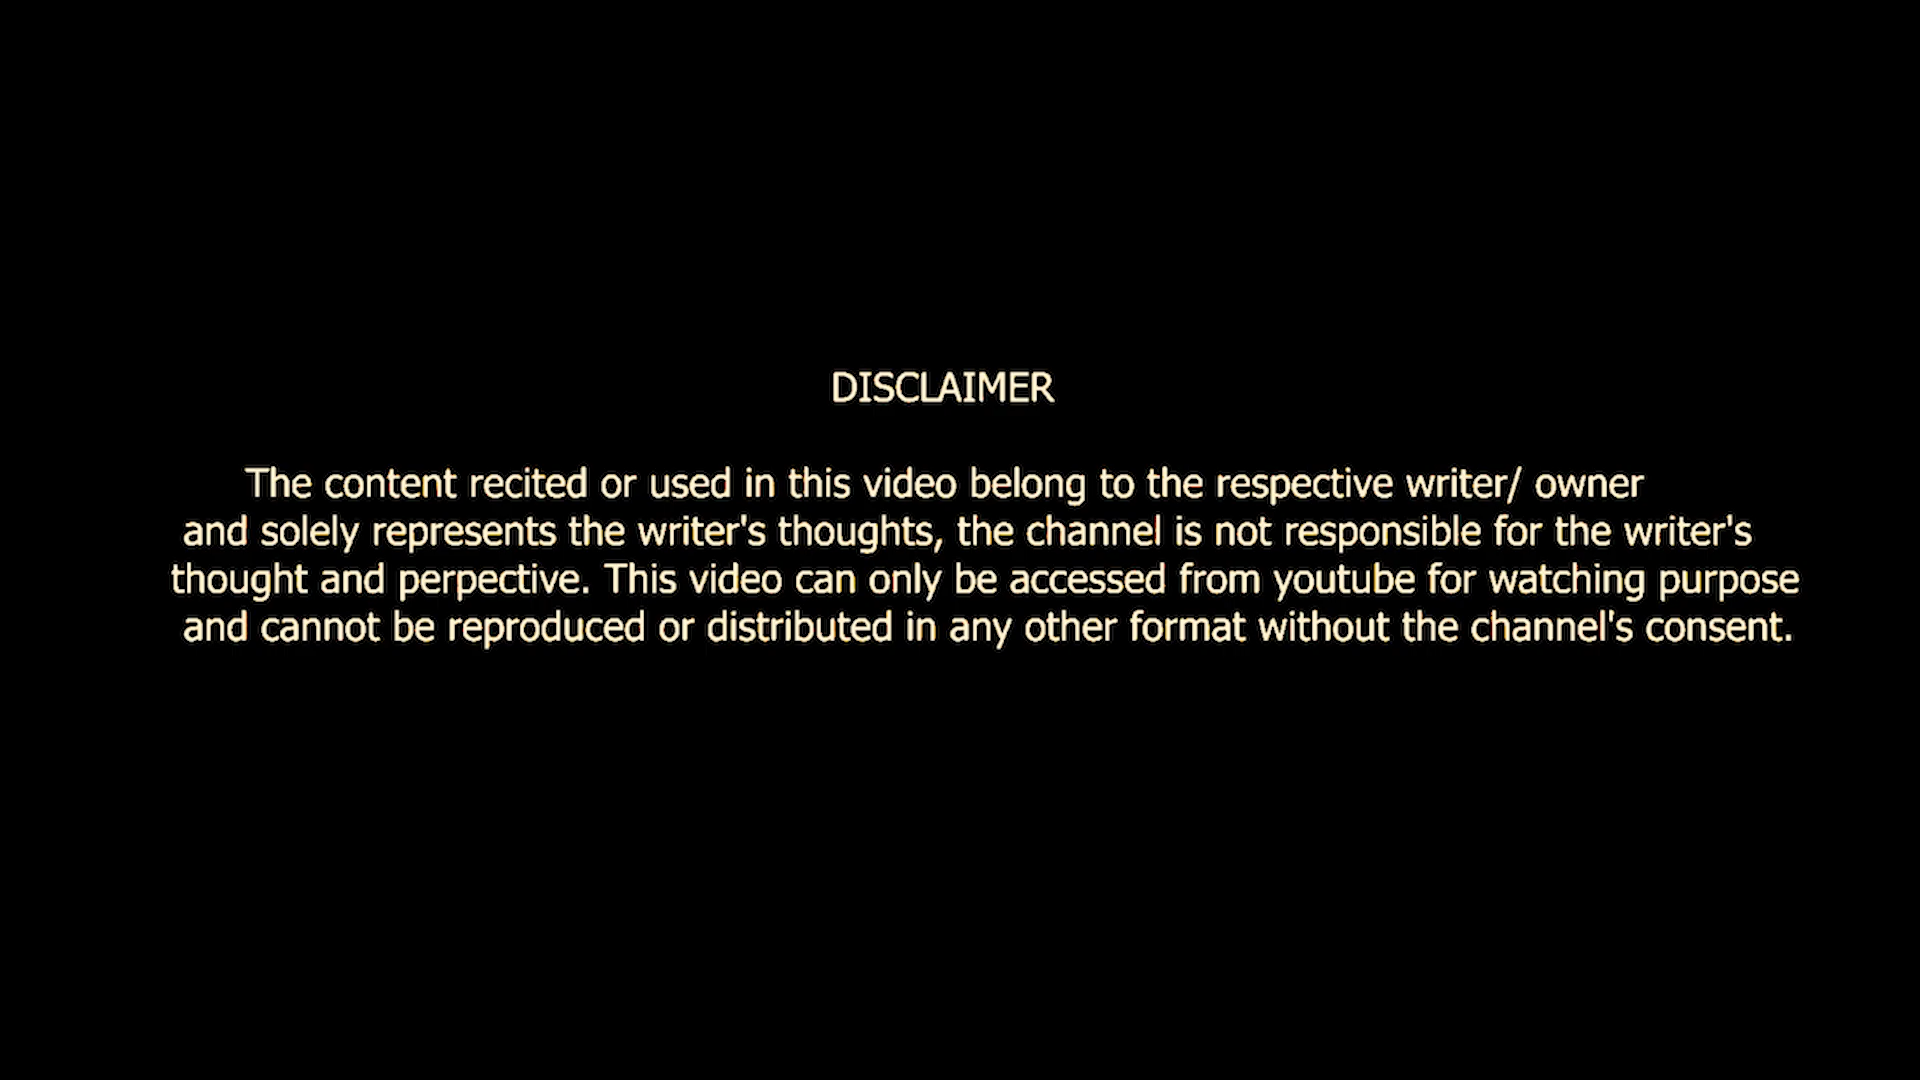 DISCLAIMER
The content recited or used in this video belong to the respective writer/ owner
and solely represents the writer's thoughts, the channel is not responsible for the writer's
thought and perpective. This video can only be accessed from youtube for watching purpose
and cannot be reproduced or distributed in any other format without the channel's consent.